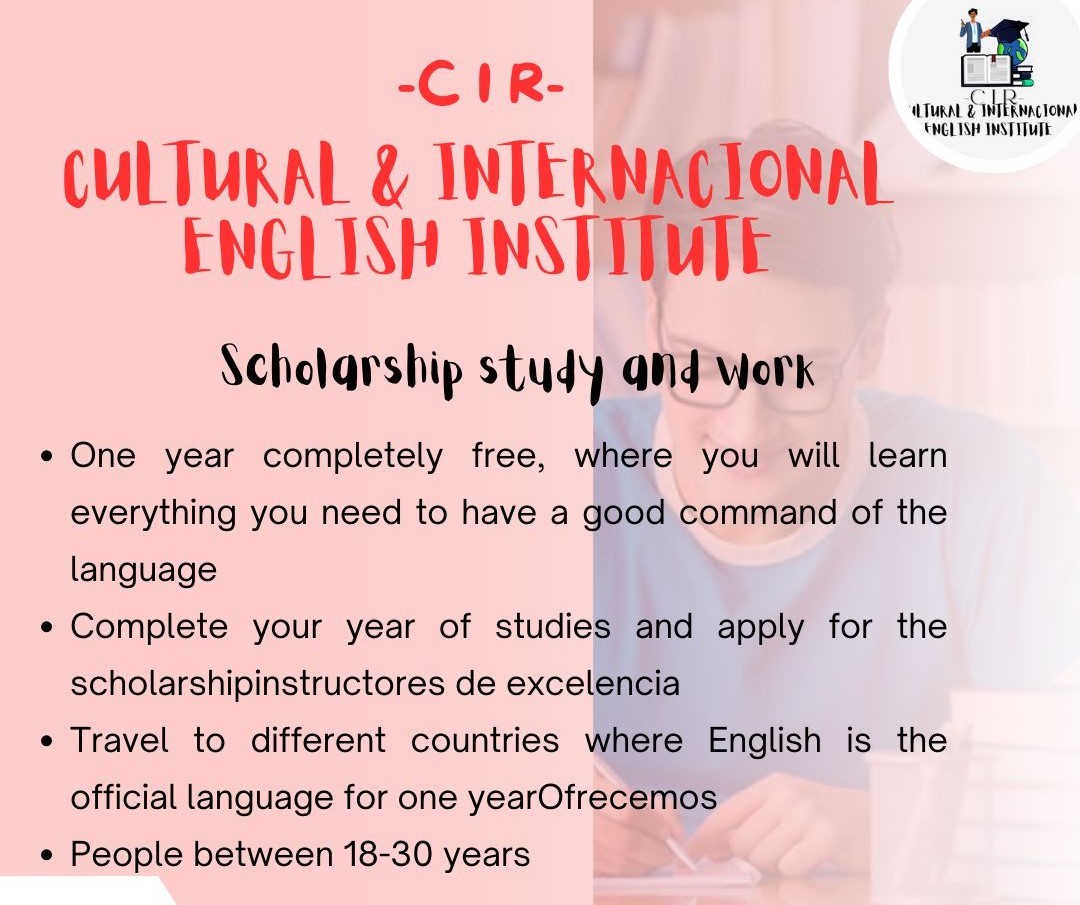 -CIR-
CULTURAL & INTERNACIONAL
ENGLISH INSTITUTE
-CIR-
ULTURAL & INTERNACIONAL
ENGLISH INSTITUTE
Scholarship study and work
• One year completely free, where you will learn
everything you need to have a good command of the
language
• Complete your year of studies and apply for the
scholarshipinstructores de excelencia
• Travel to different countries where English is the
official language for one yearOfrecemos
• People between 18-30 years